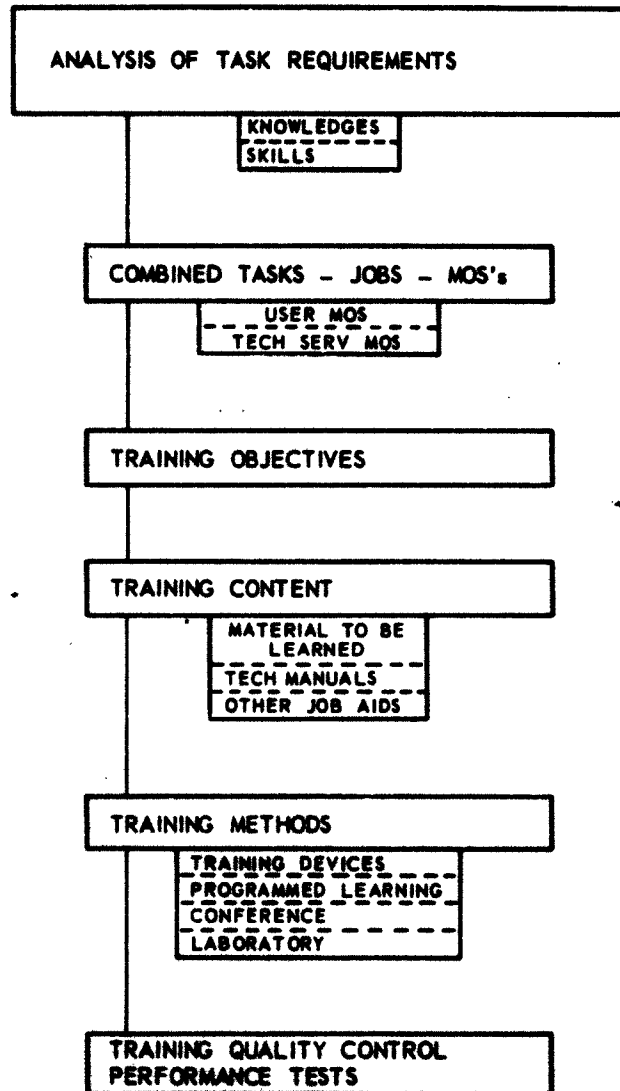 ANALYSIS OF TASK REQUIREMENTS
KNOWLEDGES
SKILLS
COMBINED TASKS - JOBS - MOS's
USER MOS
TECH SERV MOS
TRAINING OBJECTIVES
TRAINING CONTENT
MATERIAL TO BE
LEARNED
TECH MANUALS
OTHER JOB AIDS
TRAINING METHODS
TRAINING DEVICES
PROGRAMMED LEARNING
CONFERENCE
LABORATORY
TRAINING QUALITY CONTROL
PERFORMANCE TESTS